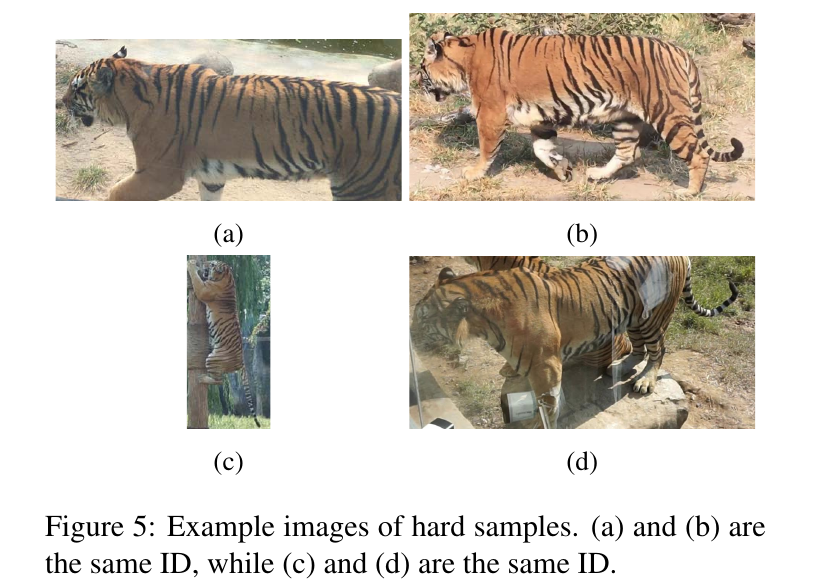 (a)
(b)
(c)
(d)
Figure 5: Example images of hard samples. (a) and (b) are
the same ID, while (c) and (d) are the same ID.